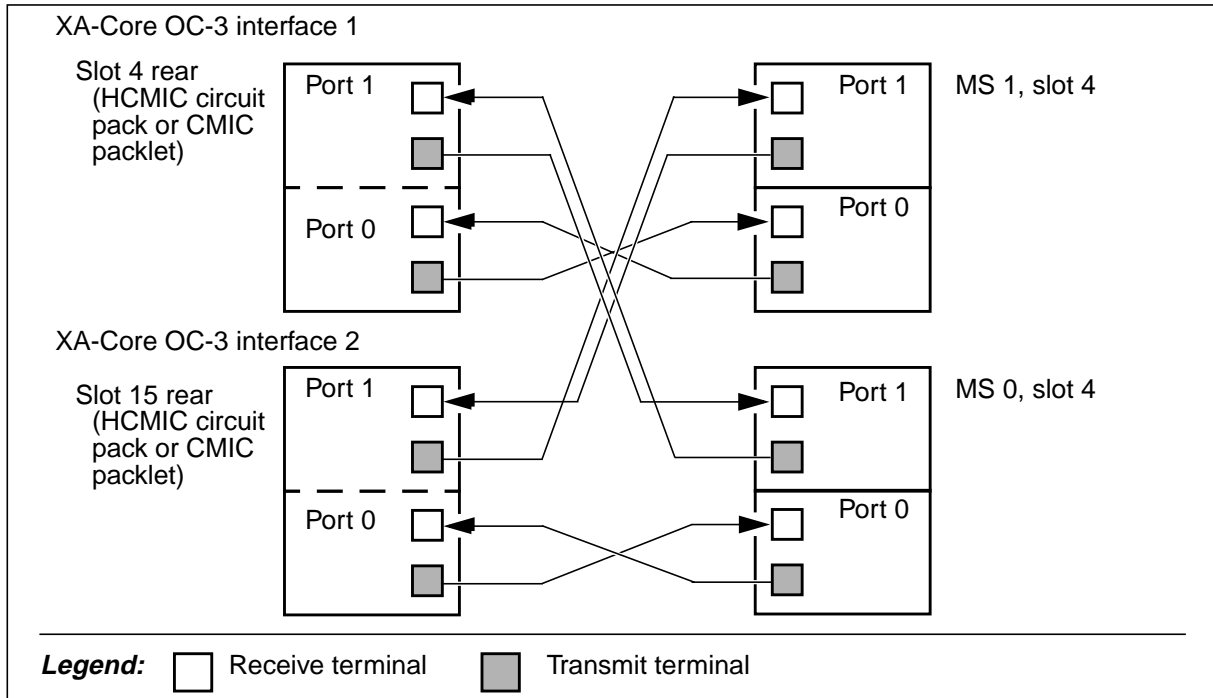 XA-Core OC-3 interface 1
Slot 4 rear
(HCMIC circuit
pack or CMIC
packlet)
Port 1
Port 0
Port 1
MS 1, slot 4
Port 0
XA-Core OC-3 interface 2
Slot 15 rear
(HCMIC circuit
pack or CMIC
packlet)
Port 1
Port 0
Port 1
MS 0, slot 4
Port 0
Legend: Receive terminal Transmit terminal